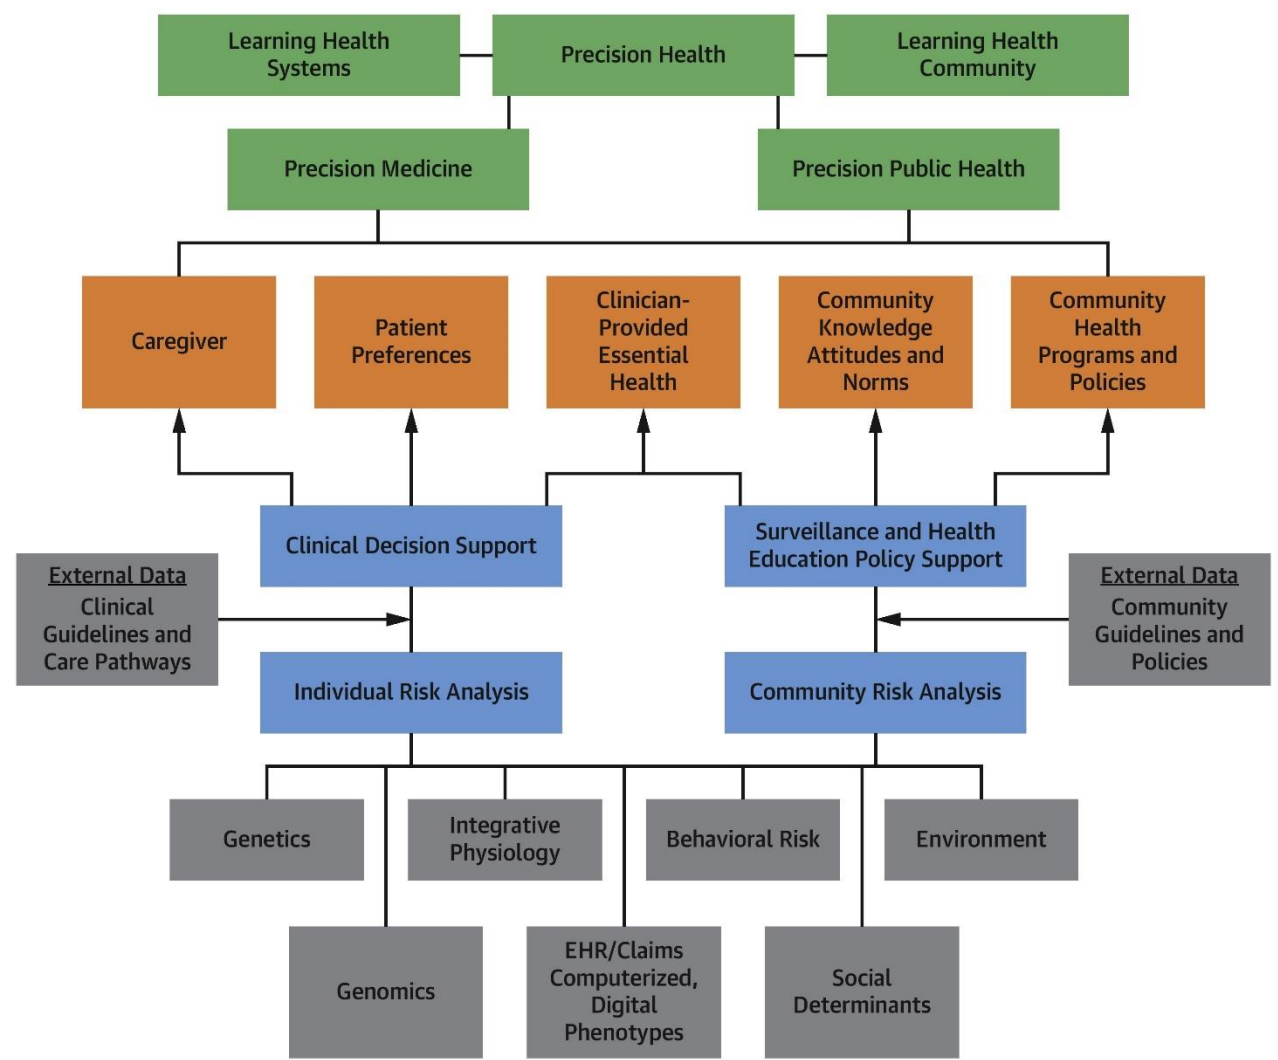 Learning Health
Systems
Precision Health
Learning Health
Community
Precision Medicine
Precision Public Health
Caregiver
Patient
Preferences
Clinician-
Provided
Essential
Health
Community
Knowledge
Attitudes and
Norms
Community
Health
Programs and
Policies
Clinical Decision Support
Surveillance and Health
Education Policy Support
External Data
Clinical
Guidelines and
Care Pathways
External Data
Community
Guidelines and
Policies
Individual Risk Analysis
Community Risk Analysis
Genetics
Integrative
Physiology
Behavioral Risk
Environment
Genomics
EHR/Claims
Computerized,
Digital
Phenotypes
Social
Determinants